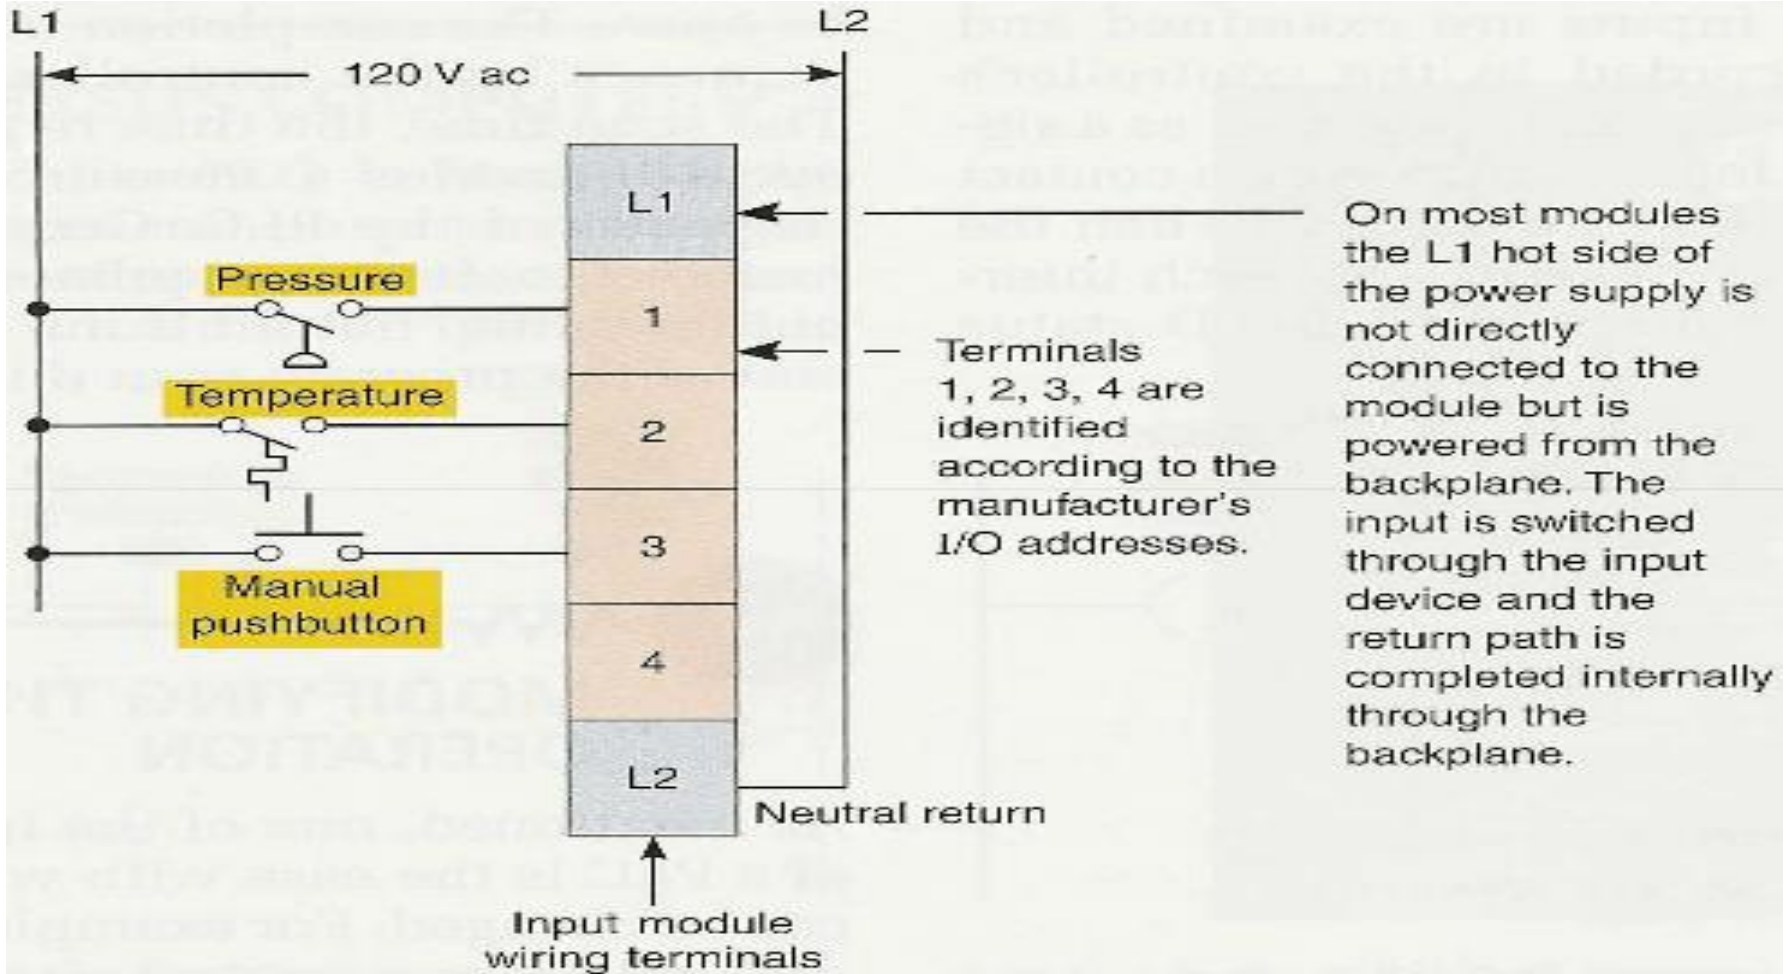 L1
L2
120 V ac
L1
Pressure
1
Temperature
2
3
Manual
pushbutton
4
L2
Neutral return
Input module
wiring terminals
Terminals
1, 2, 3, 4 are
identified
according to the
manufacturer's
I/O addresses.
On most modules
the L1 hot side of
the power supply is
not directly
connected to the
module but is
powered from the
backplane. The
input is switched
through the input
device and the
return path is
completed internally
through the
backplane.